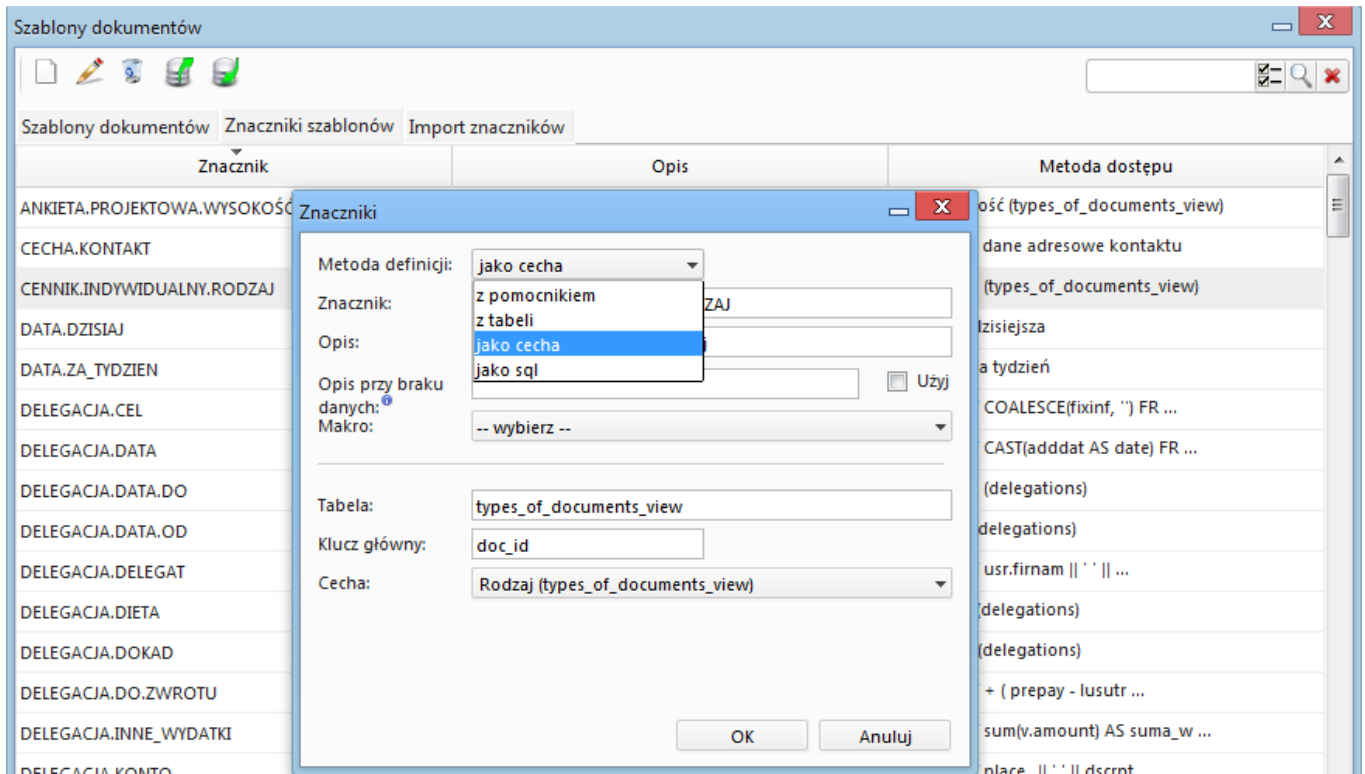 Szablony dokumentów
Szablony dokumentów Znaczniki szablonów Import znaczników
Znacznik Opis Metoda dostępu
ANKIETA.PROJEKTOWA.WYSOKOŚĆ ość (types_of_documents_view)
CECHA.KONTAKT dane adresowe kontaktu
CENNIK.INDYWIDUALNY.RODZAJ (types_of_documents_view)
DATA.DZISIAJ dzisiejsza
DATA.ZA_TYDZIEN a tydzień
DELEGACJA.CEL COALESCE(fixinf, '') FR ...
DELEGACJA.DATA CAST(adddat AS date) FR ...
DELEGACJA.DATA.DO (delegations)
DELEGACJA.DATA.OD (delegations)
DELEGACJA.DELEGAT usr.firnam || ' ' || ...
DELEGACJA.DIETA (delegations)
DELEGACJA.DOKAD (delegations)
DELEGACJA.DO.ZWROTU + ( prepay - lusutr ...
DELEGACJA.INNE_WYDATKI sum(v.amount) AS suma_w ...
DELEGACJA.KONTO place || ' ' || dscrpt
Znaczniki
Metoda definicji: jako cecha
z pomocnikiem
z tabeli
jako cecha
jako sql
Znacznik: ZAJ
Opis:
Opis przy braku danych: Użyj
Makro: -- wybierz --
Tabela: types_of_documents_view
Klucz główny: doc_id
Cecha: Rodzaj (types_of_documents_view)
OK Anuluj